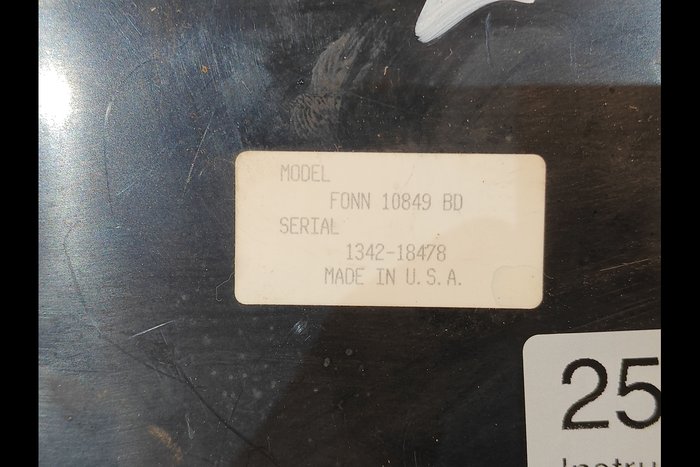 MODEL
FONN 10849 BD
SERIAL
1342-18478
MADE IN U.S.A.
25